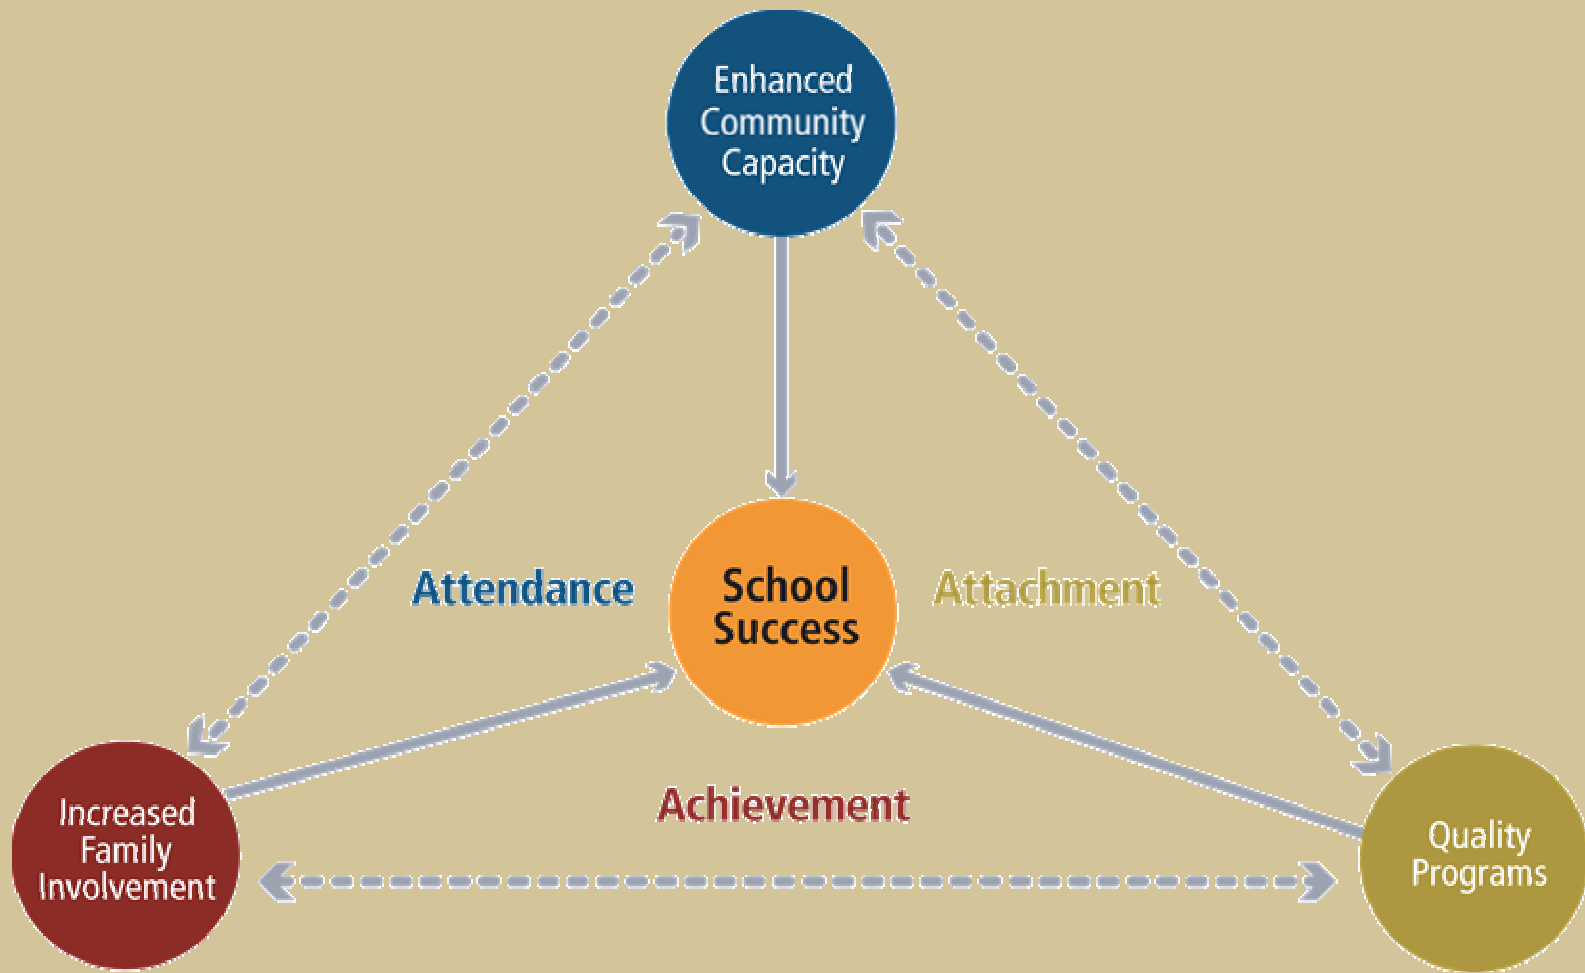 Enhanced
Community
Capacity
Attendance
School
Success
Attachment
Achievement
Increased
Family
Involvement
Quality
Programs